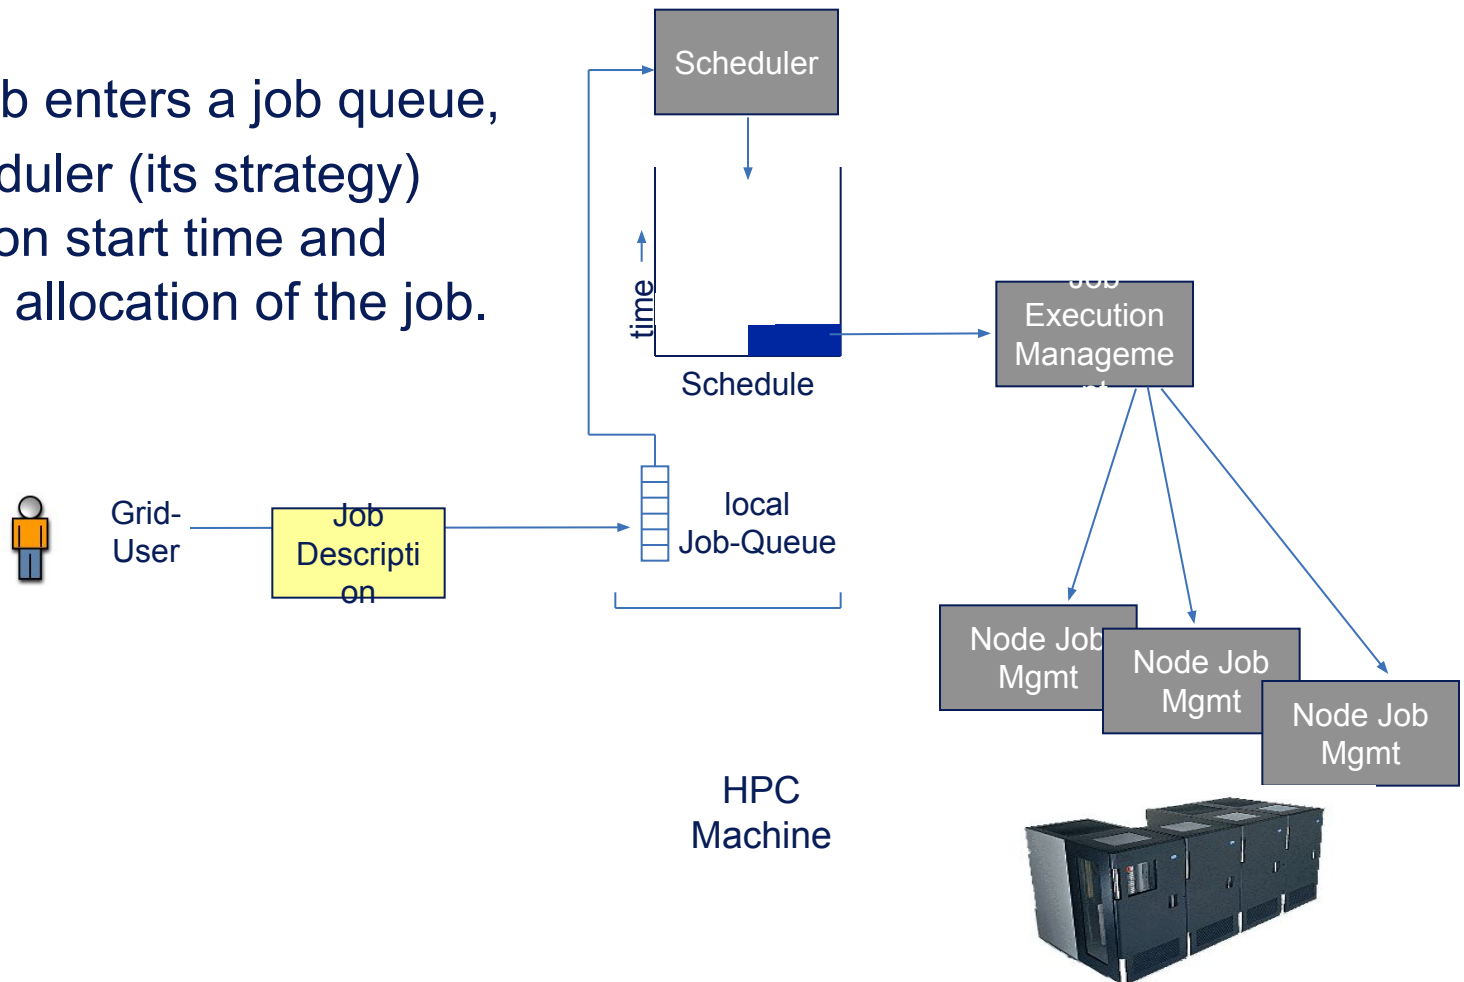 b enters a job queue,
duler (its strategy)
on start time and
allocation of the job.
Scheduler
time
Schedule
Job
Execution
Manageme
nt
Grid-
User
Job
Descripti
on
local
Job-Queue
Node Job
Mgmt
Node Job
Mgmt
Node Job
Mgmt
HPC
Machine